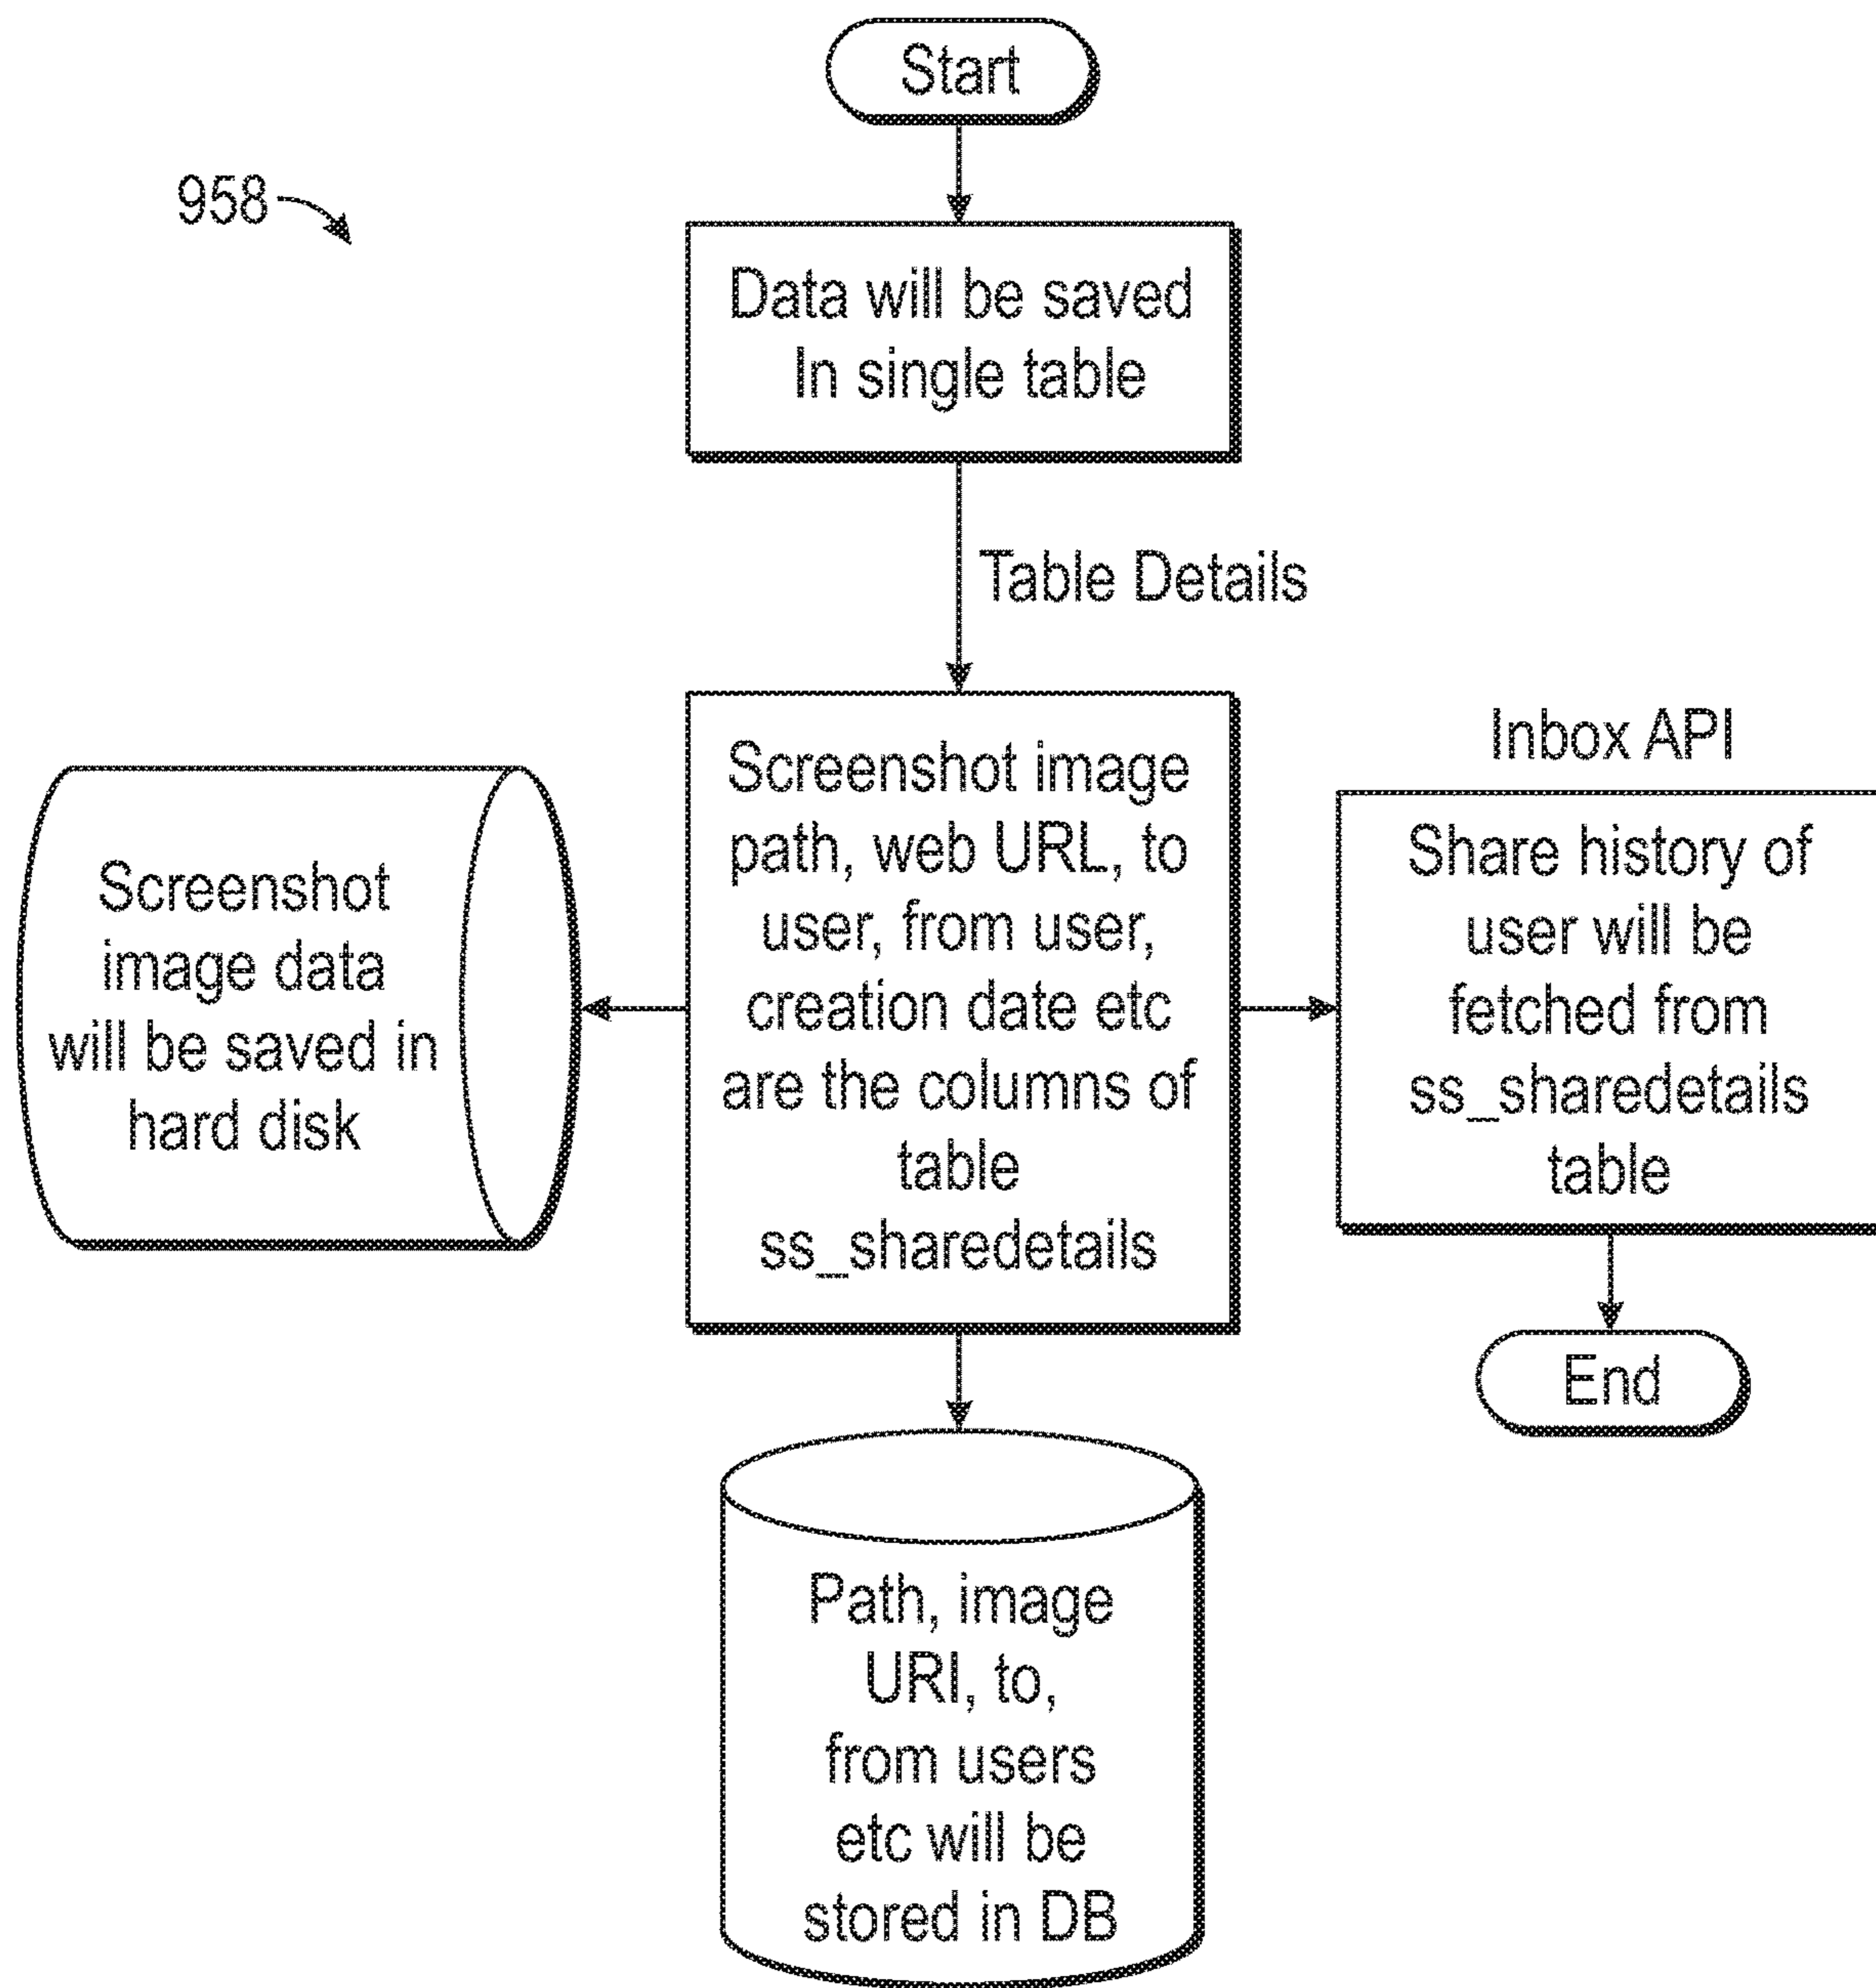 Start
958
Data will be saved
In single table
Table Details
Screenshot image
path, web URL, to
user, from user,
creation date etc
are the columns of
table
ss_sharedetails
Screenshot
image data
will be saved in
hard disk
Inbox API
Share history of
user will be
fetched from
ss_sharedetails
table
End
Path, image
URI, to,
from users
etc will be
stored in DB